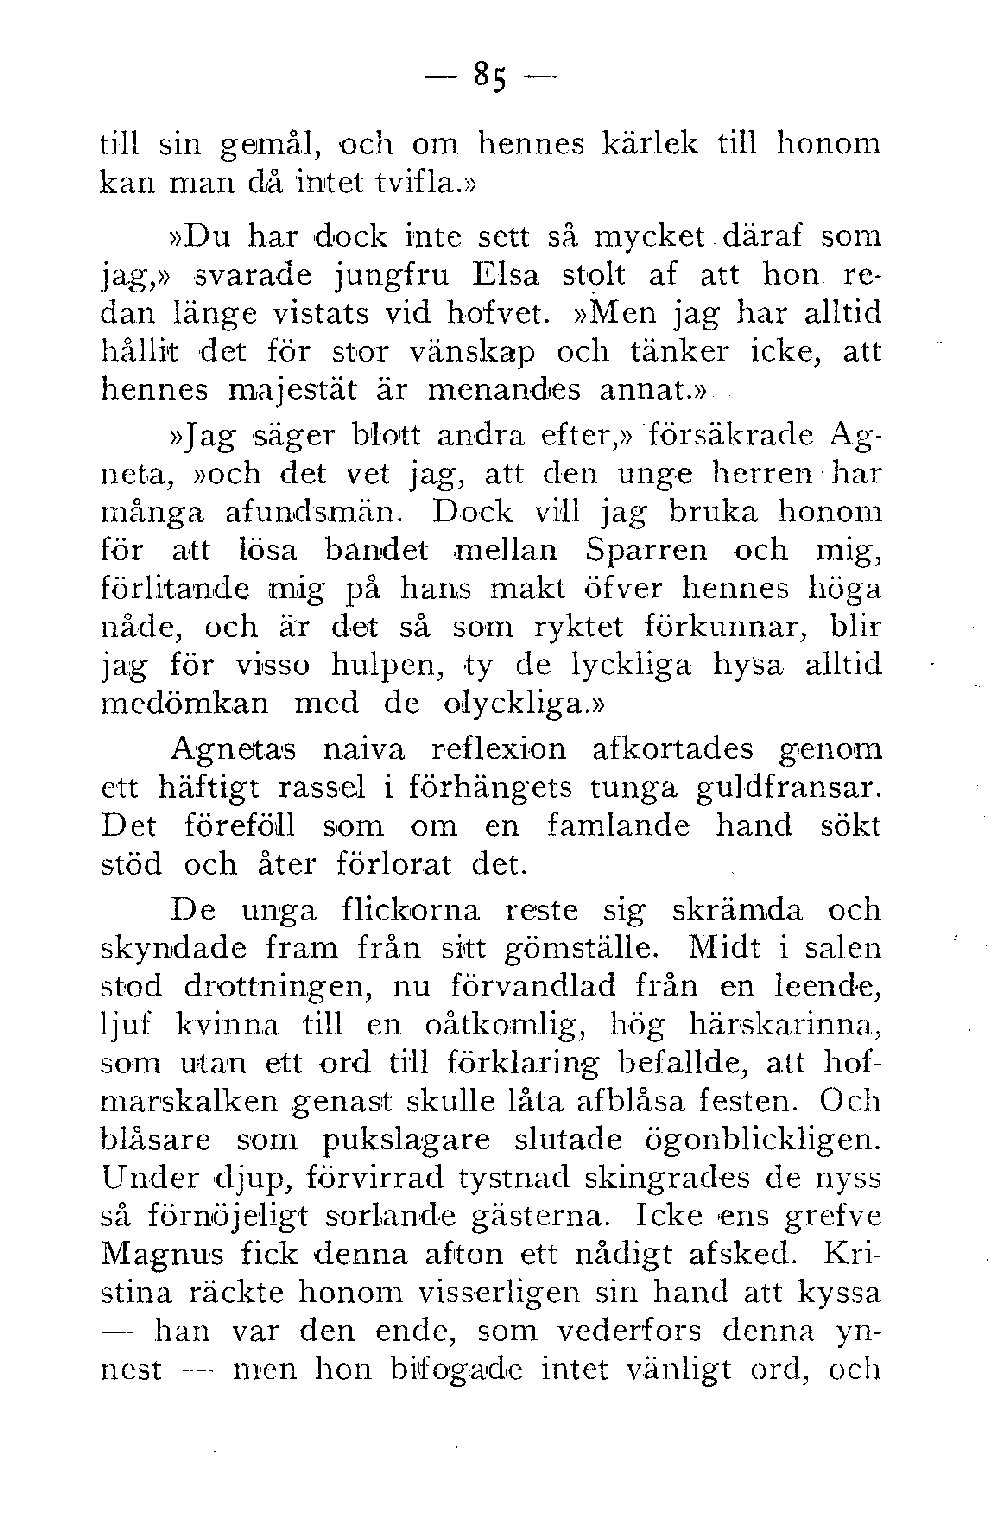 — 85 —
till sin gemål, och om hennes kärlek till honom
kan man då intet tvifla.»
»Du har dock inte sett så mycket däraf som
jag,» svarade jungfru Elsa stolt af att hon re-
dan länge vistats vid hofvet. »Men jag har alltid
hållit det för stor vänskap och tänker icke, att
hennes majestät är menandes annat.»
»Jag säger blott andra efter,» försäkrade Ag-
neta, »och det vet jag, att den unge herren har
många afundsmän. Dock vill jag bruka honom
för att lösa bandet mellan Sparren och mig,
förlitande mig på hans makt öfver hennes höga
nåde, och är det så som ryktet förkunnar, blir
jag för visso hulpen, ty de lyckliga hysa alltid
medömkan med de olyckliga.»
Agnetas naiva reflexion afkortades genom
ett häftigt rassel i förhängets tunga guldfransar.
Det föreföll som om en famlande hand sökt
stöd och åter förlorat det.
De unga flickorna reste sig skrämda och
skyndade fram från sitt gömställe. Midt i salen
stod drottningen, nu förvandlad från en leende,
ljuf kvinna till en oåtkomlig, hög härskarinna,
som utan ett ord till förklaring befallde, att hof-
marskalken genast skulle låta afblåsa festen. Och
blåsare som pukslagare slutade ögonblickligen.
Under djup, förvirrad tystnad skingrades de nyss
så förnöjeligt sorlande gästerna. Icke ens grefve
Magnus fick denna afton ett nådigt afsked. Kri-
stina räckte honom visserligen sin hand att kyssa
— han var den ende, som vederfors denna yn-
nest — men hon bifogade intet vänligt ord, och